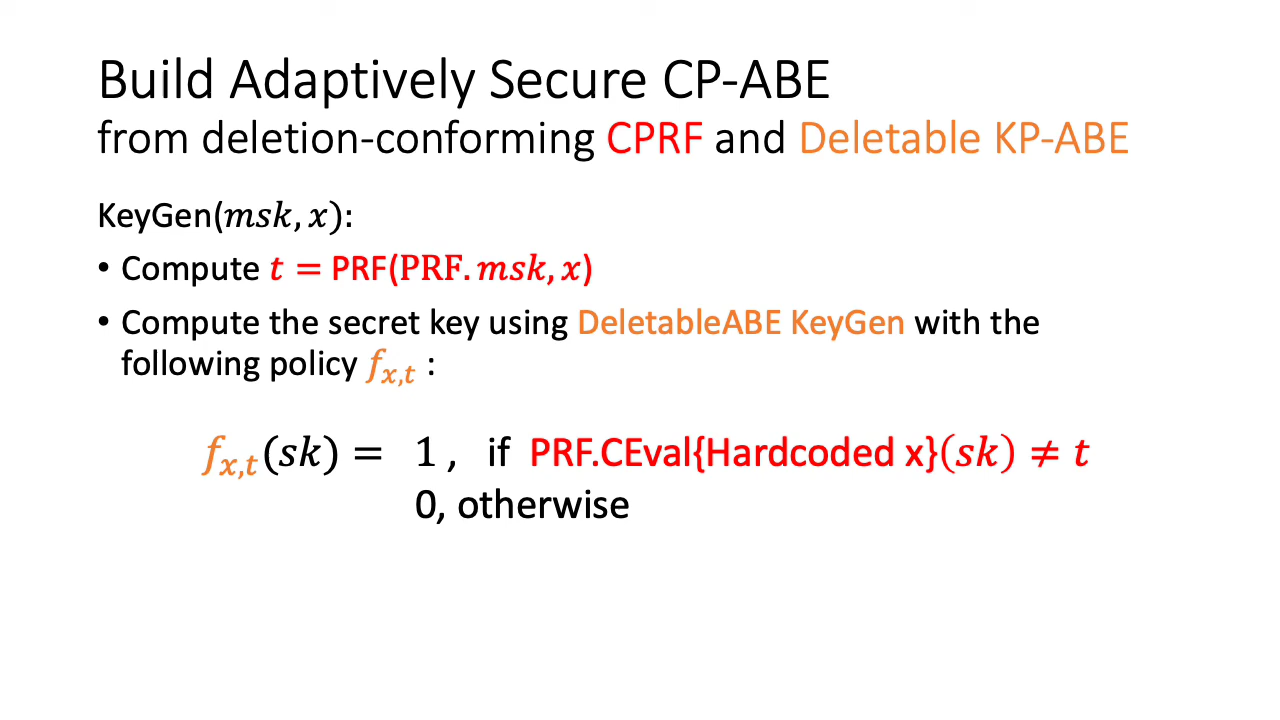 Build Adaptively Secure CP-ABE
from deletion-conforming CPRF and Deletable KP-ABE
KeyGen(msk, x):
• Compute t = PRF(PRF. msk, x)
• Compute the secret key using DeletableABE KeyGen with the
following policy f_{x,t} :
f_{x,t}(sk) = 1 , if PRF.CEval{Hardcoded x}(sk) ≠ t
0, otherwise